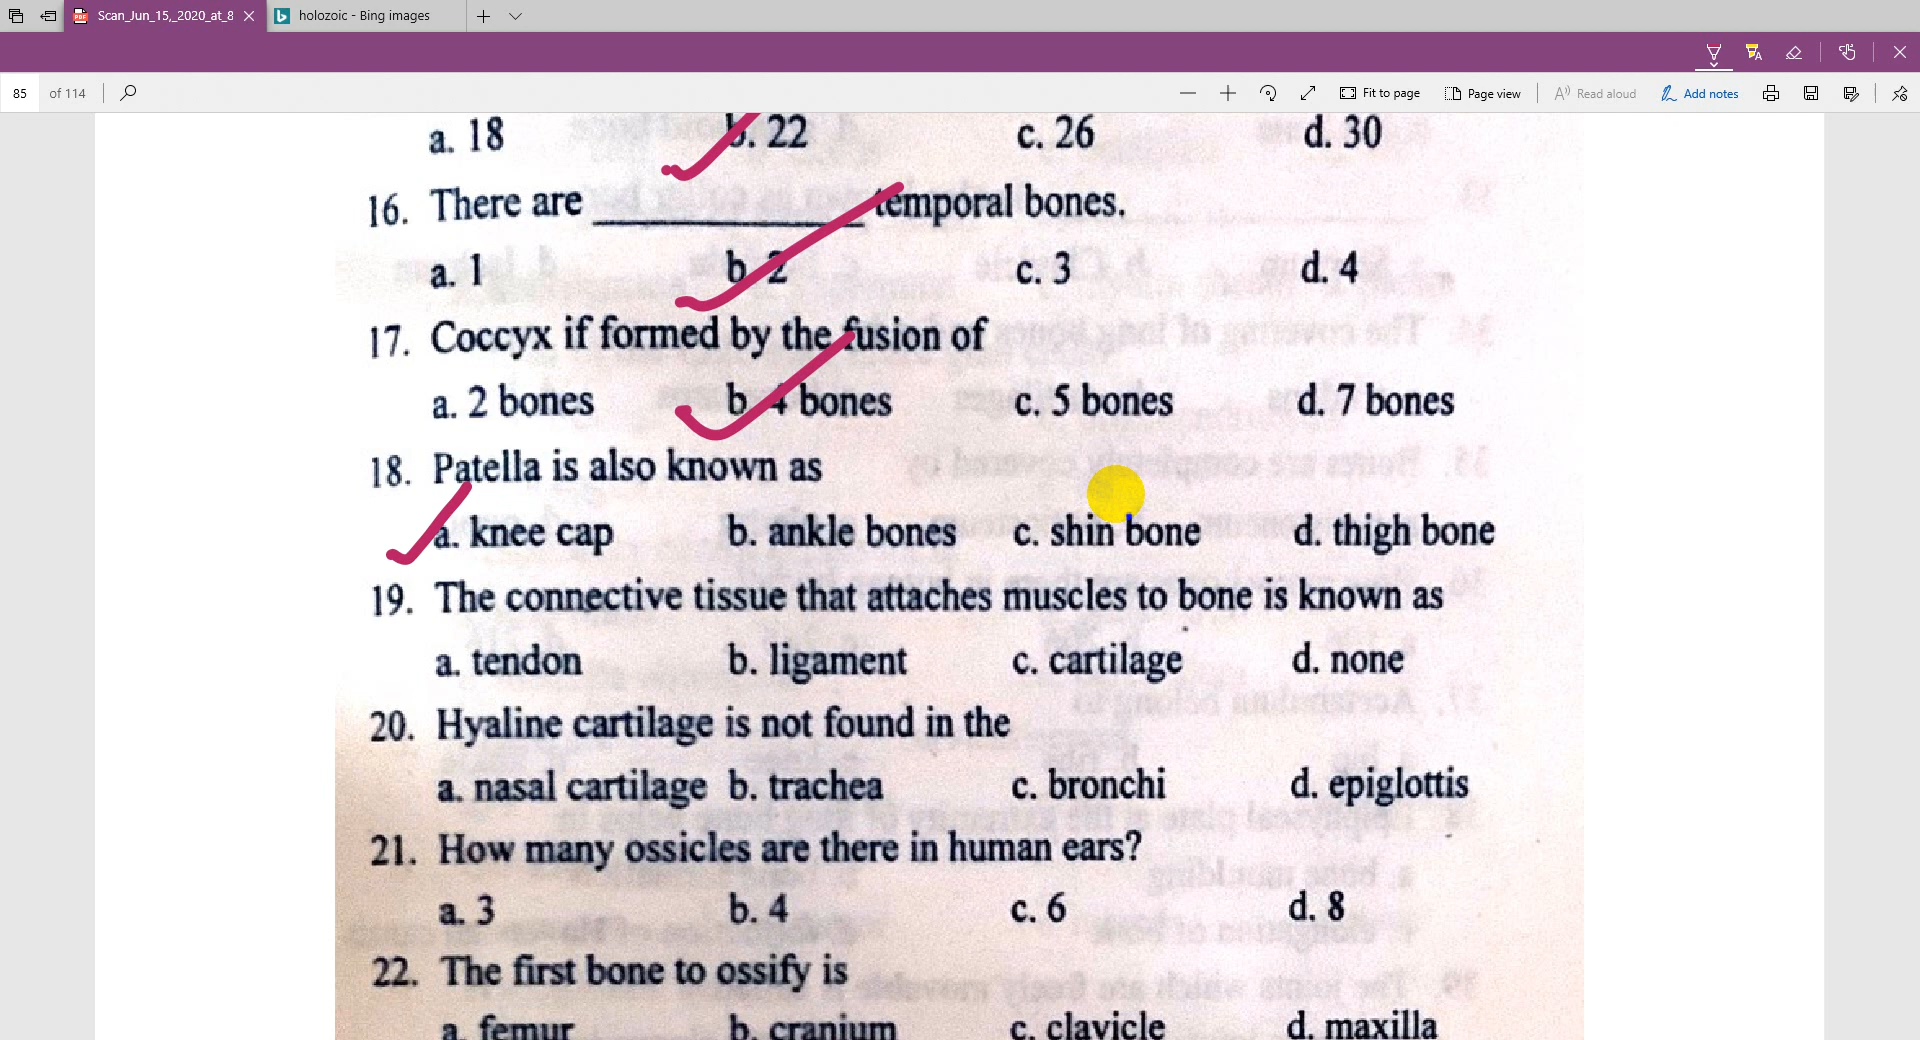 Scan_Jun_15,_2020_at_8
holozoic - Bing images
85 of 114
Fit to page
Page view
Read aloud
Add notes
a. 18 b. 22 c. 26 d. 30
16. There are ____________ temporal bones.
a. 1 b. 2 c. 3 d. 4
17. Coccyx if formed by the fusion of
a. 2 bones b. 4 bones c. 5 bones d. 7 bones
18. Patella is also known as
a. knee cap b. ankle bones c. shin bone d. thigh bone
19. The connective tissue that attaches muscles to bone is known as
a. tendon b. ligament c. cartilage d. none
20. Hyaline cartilage is not found in the
a. nasal cartilage b. trachea c. bronchi d. epiglottis
21. How many ossicles are there in human ears?
a. 3 b. 4 c. 6 d. 8
22. The first bone to ossify is
a. femur b. cranium c. clavicle d. maxilla